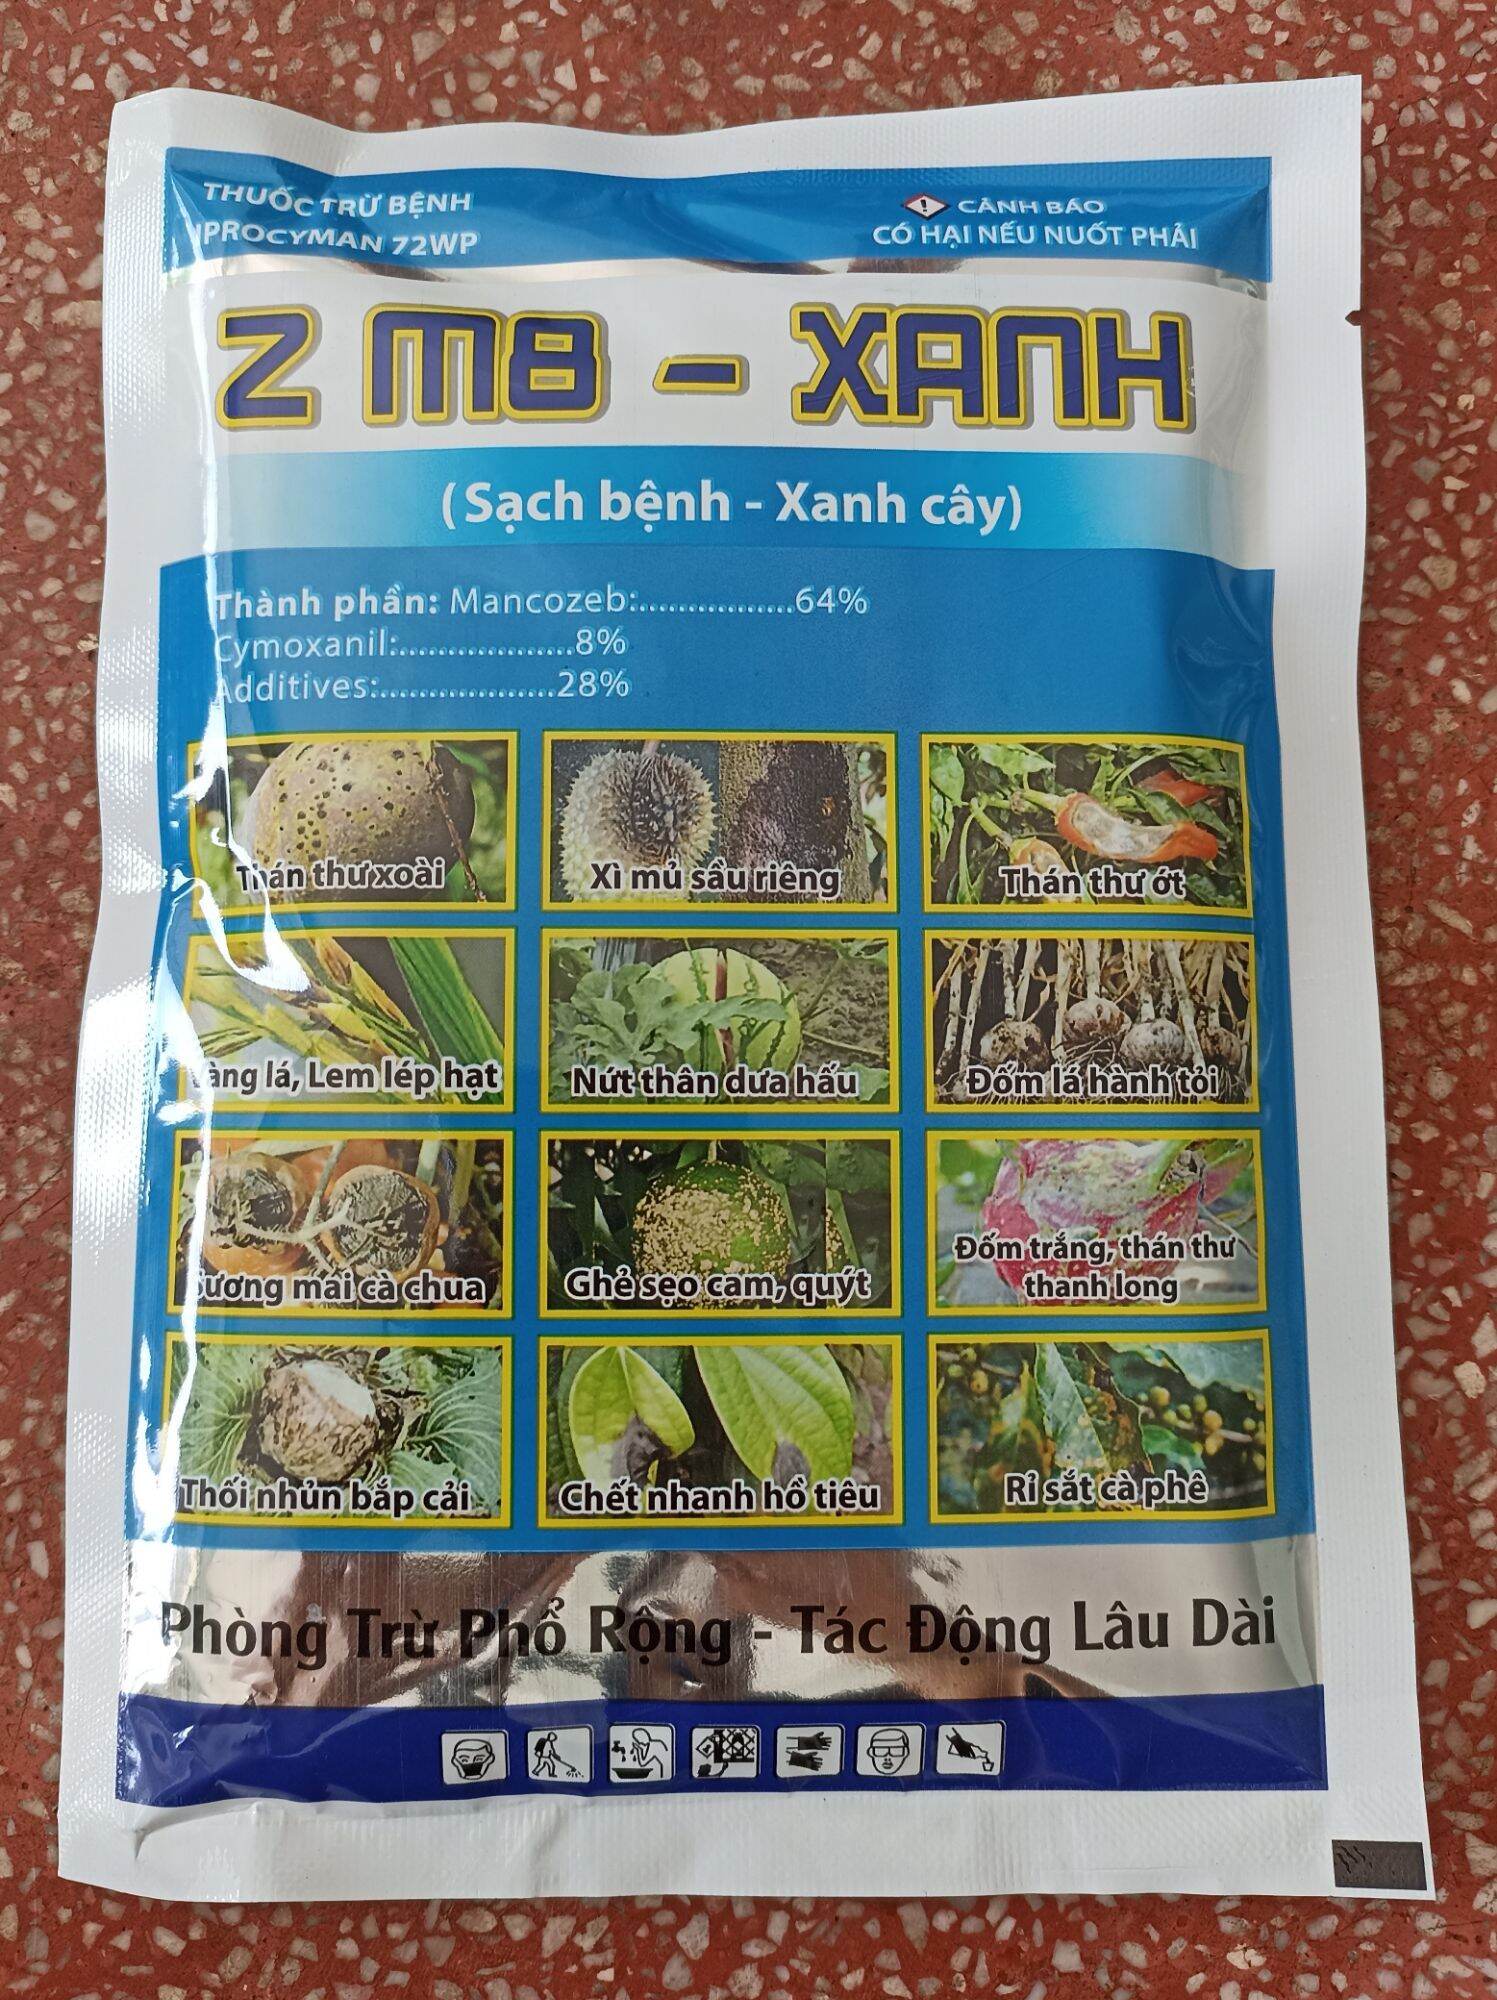 THUỐC TRỪ BỆNH
IPROCYMAN 72WP
CẢNH BÁO
CÓ HẠI NẾU NUỐT PHẢI
Z M8 - XANH
(Sạch bệnh - Xanh cây)
Thành phần: Mancozeb:.................64%
Cymoxanil:...................8%
Additives:...................28%
Thán thư xoài
Xì mủ sầu riêng
Thán thư ớt
Vàng lá, Lem lép hạt
Nứt thân dưa hấu
Đốm lá hành tỏi
Sương mai cà chua
Ghẻ sẹo cam, quýt
Đốm trắng, thán thư
thanh long
Thối nhủn bắp cải
Chết nhanh hồ tiêu
Rỉ sắt cà phê
Phòng Trừ Phổ Rộng - Tác Động Lâu Dài